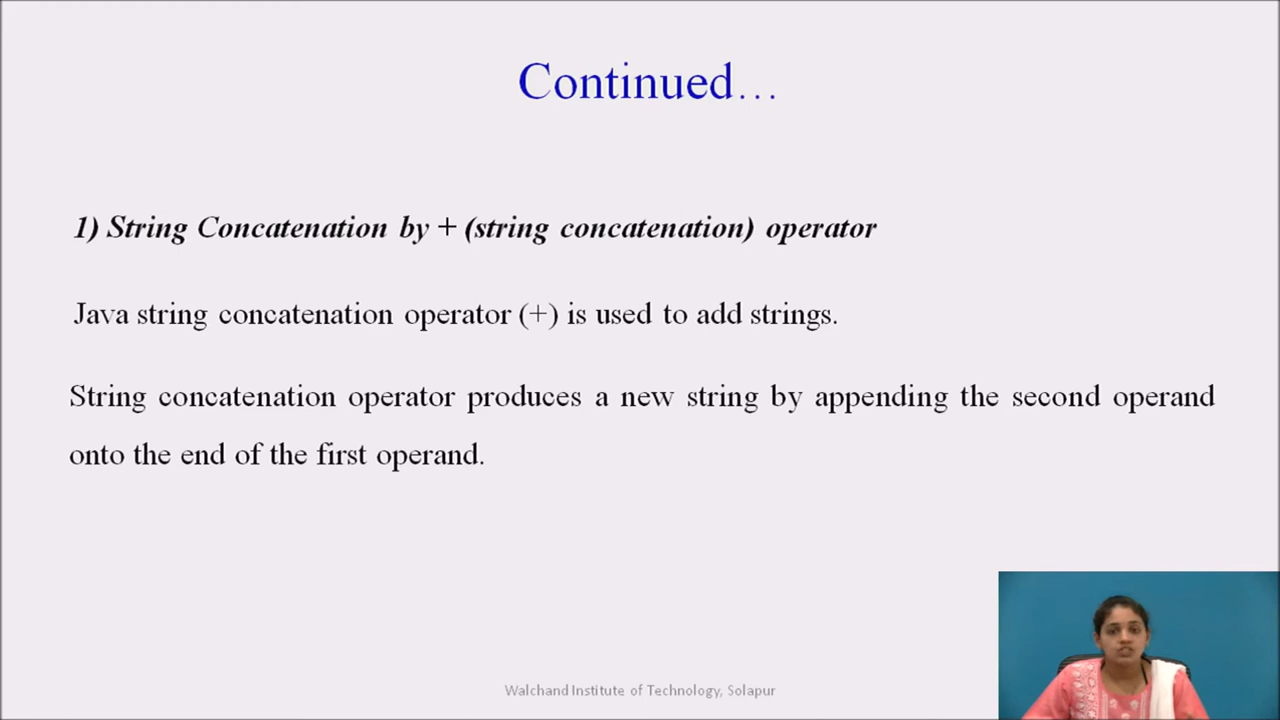 Continued…
1) String Concatenation by + (string concatenation) operator
Java string concatenation operator (+) is used to add strings.
String concatenation operator produces a new string by appending the second operand
onto the end of the first operand.
Walchand Institute of Technology, Solapur